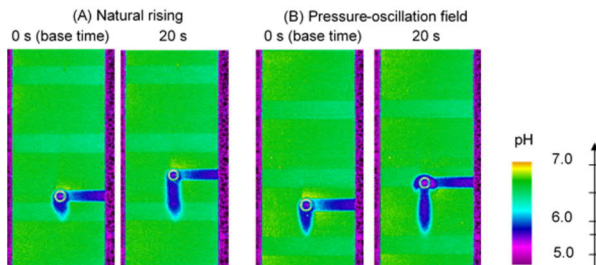 (A) Natural rising
(B) Pressure-oscillation field
0 s (base time) 20 s
0 s (base time) 20 s
pH
7.0
6.0
5.0